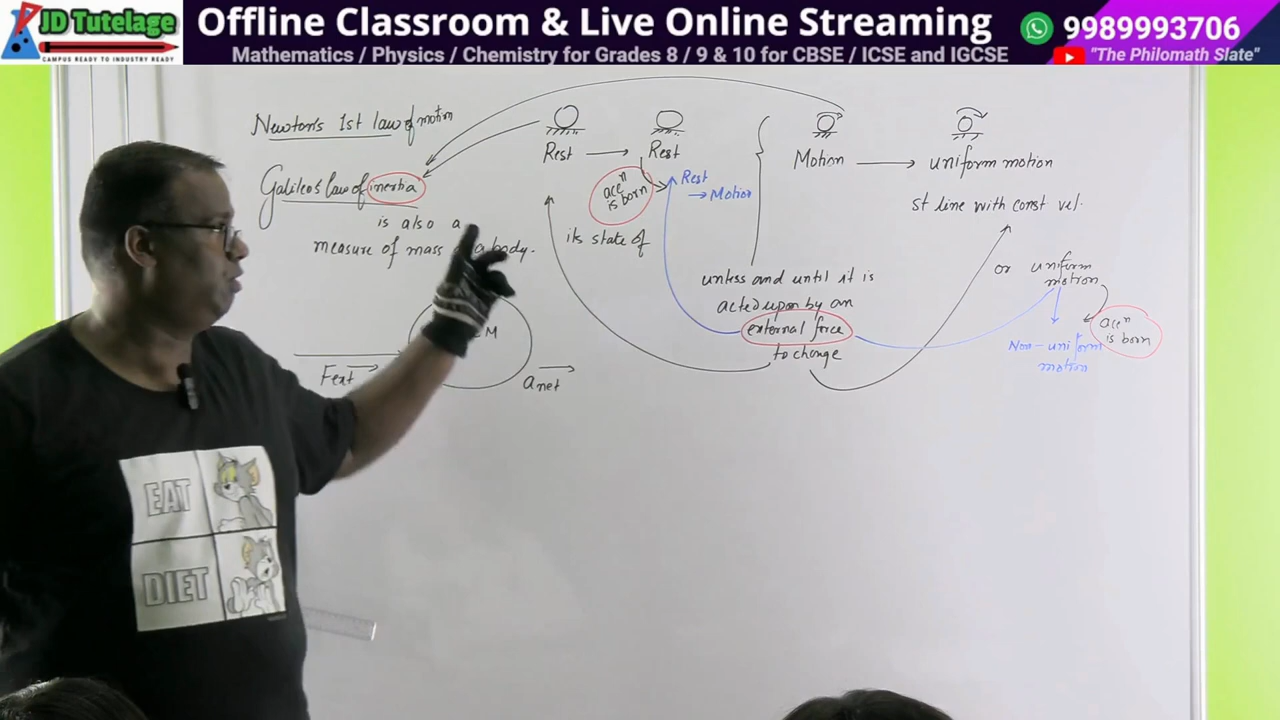 JD Tutelage
CAMPUS READY TO INDUSTRY READY
Offline Classroom & Live Online Streaming
Mathematics / Physics / Chemistry for Grades 8 / 9 & 10 for CBSE / ICSE and IGCSE
9989993706
"The Philomath Slate"
Newton's 1st law of motion
Galileo's law of inertia
is also a
measure of mass a body.
Fext
M
anet
Rest → Rest
accn
is born
Rest
→ Motion
its state of
Motion → uniform motion
st line with const vel.
unless and until it is
acted upon by an
external force
to change
or uniform
motion
accn
is born
Non-uniform
motion
EAT
DIET